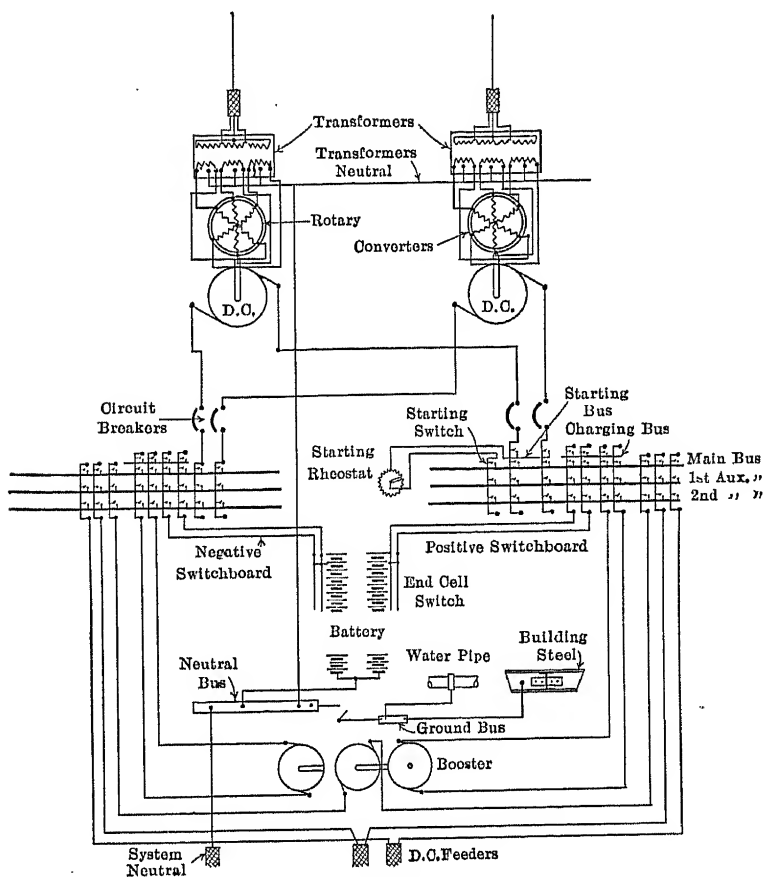 Transformers
Transformers
Neutral
Rotary
Converters
D.C.
D.C.
Circuit
Breakers
Starting
Switch
Starting
Bus
Charging Bus
Starting
Rheostat
Main Bus
1st Aux. „
2nd „ „
Negative
Switchboard
Positive Switchboard
End Cell
Switch
Battery
Neutral
Bus
Water Pipe
Building
Steel
Ground Bus
Booster
System
Neutral
D.C.Feeders